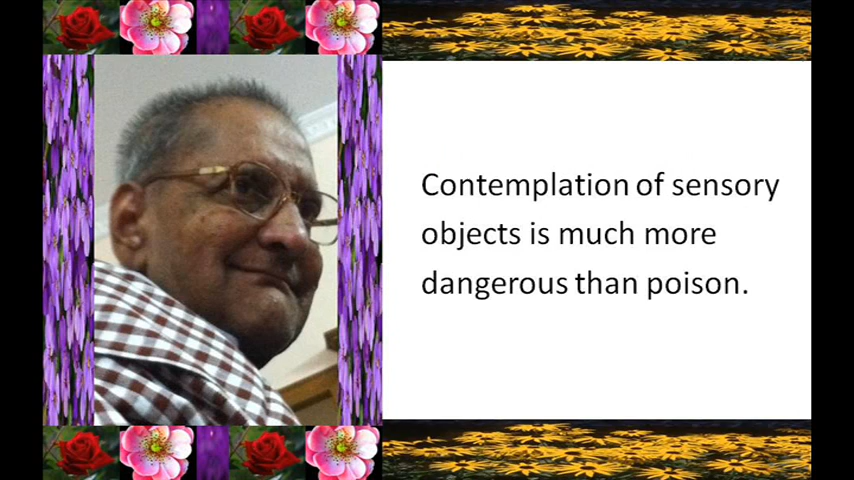 Contemplation of sensory
objects is much more
dangerous than poison.